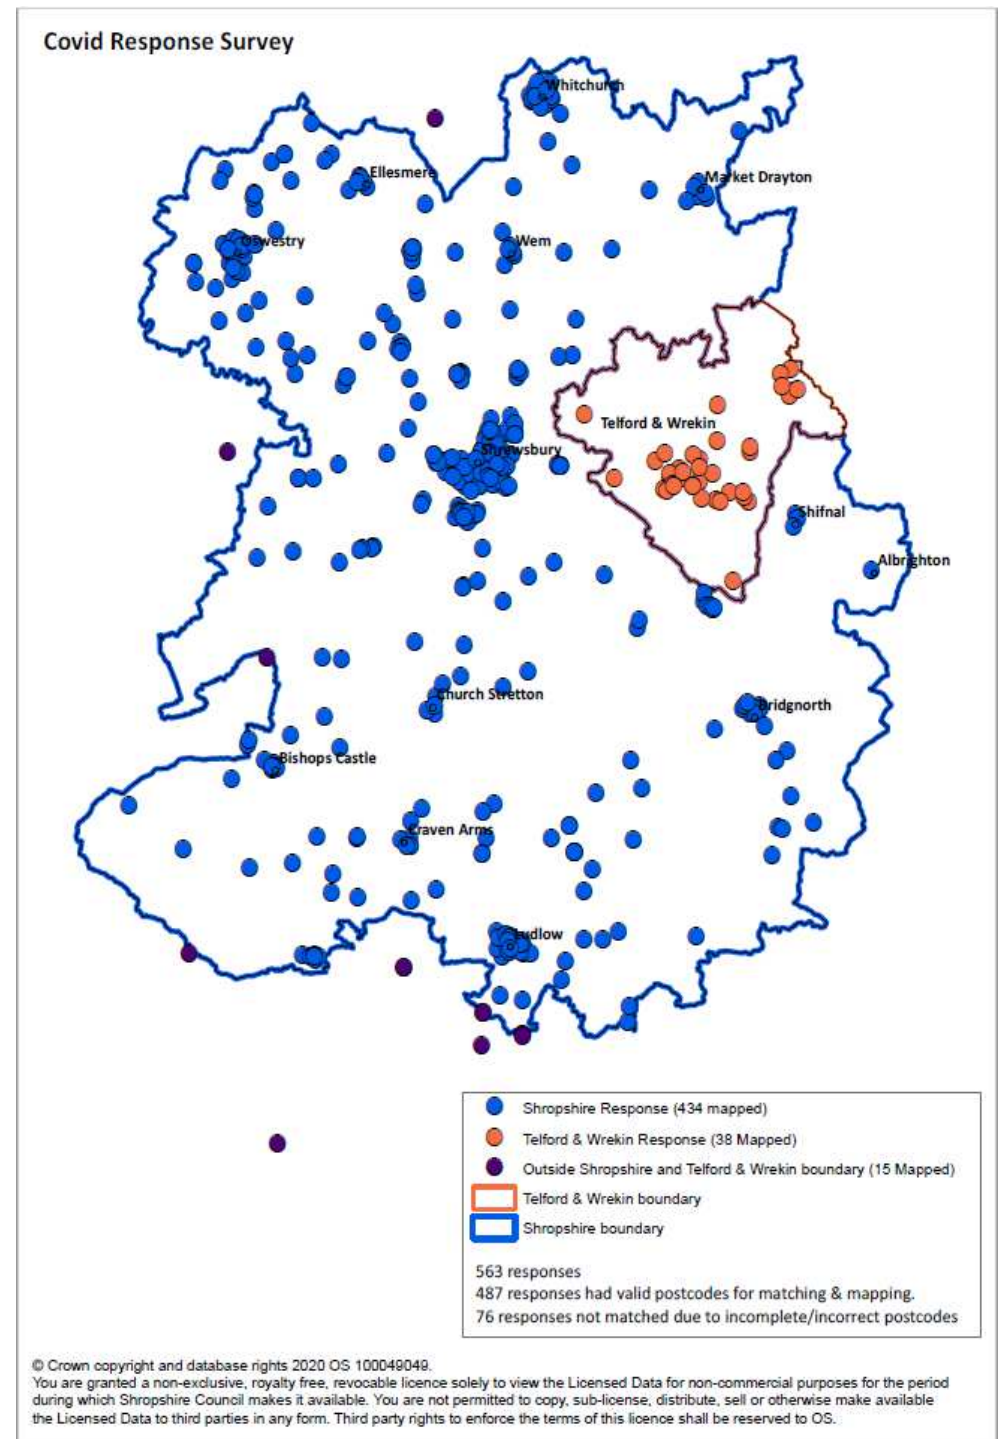 Covid Response Survey
Whitchurch
Ellesmere
Market Drayton
Oswestry
Wem
Telford & Wrekin
Shrewsbury
Shifnal
Albrighton
Church Stretton
Bridgnorth
Bishops Castle
Craven Arms
Ludlow
Shropshire Response (434 mapped)
Telford & Wrekin Response (38 Mapped)
Outside Shropshire and Telford & Wrekin boundary (15 Mapped)
Telford & Wrekin boundary
Shropshire boundary
563 responses
487 responses had valid postcodes for matching & mapping.
76 responses not matched due to incomplete/incorrect postcodes
© Crown copyright and database rights 2020 OS 100049049.
You are granted a non-exclusive, royalty free, revocable licence solely to view the Licensed Data for non-commercial purposes for the period
during which Shropshire Council makes it available. You are not permitted to copy, sub-license, distribute, sell or otherwise make available
the Licensed Data to third parties in any form. Third party rights to enforce the terms of this licence shall be reserved to OS.